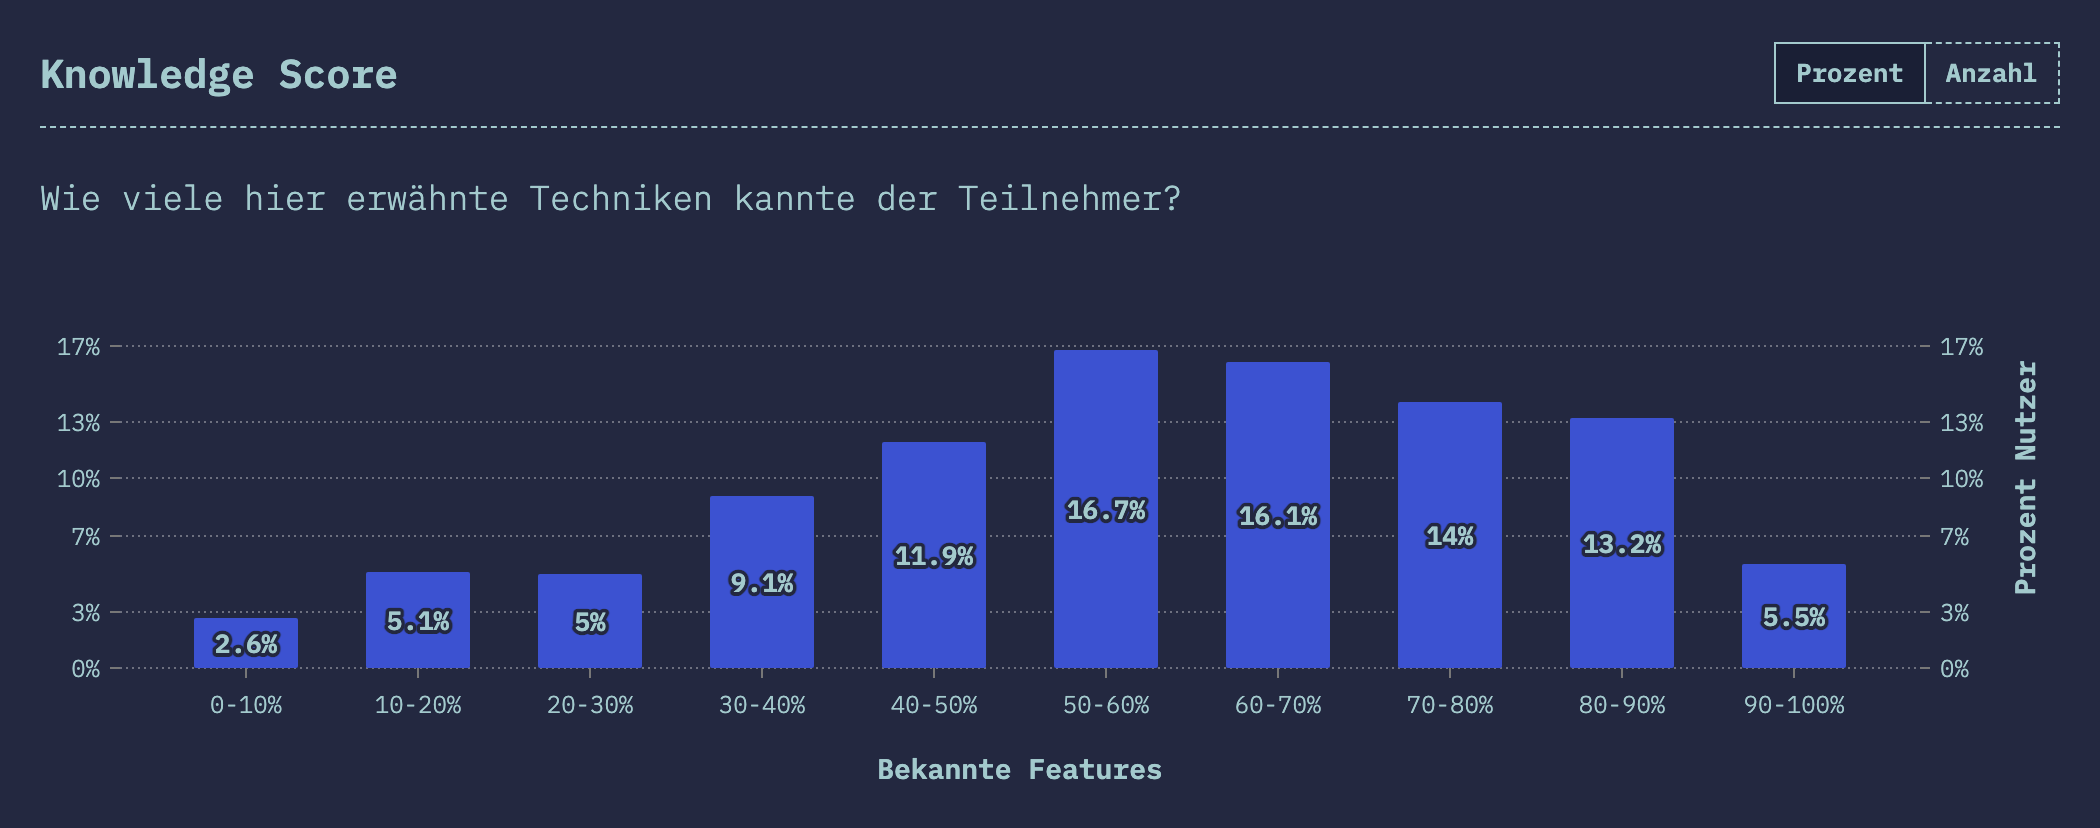 Knowledge Score
Prozent Anzahl
Wie viele hier erwähnte Techniken kannte der Teilnehmer?
17% 17%
13% 13%
10% 10%
7% 7%
3% 3%
0% 0%
Prozent Nutzer
2.6% 5.1% 5% 9.1% 11.9% 16.7% 16.1% 14% 13.2% 5.5%
0-10% 10-20% 20-30% 30-40% 40-50% 50-60% 60-70% 70-80% 80-90% 90-100%
Bekannte Features